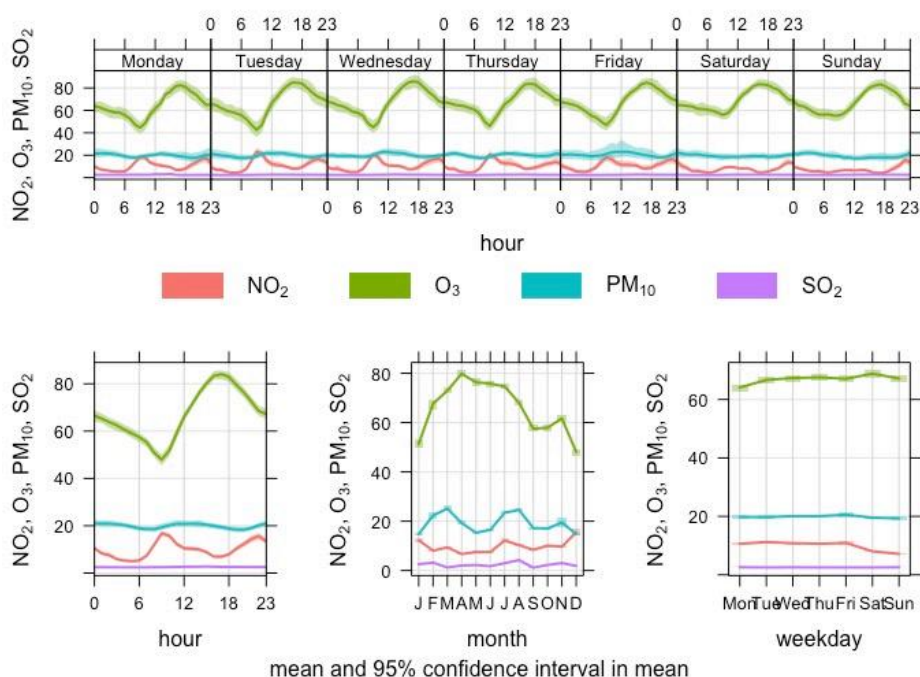 0 6 12 18 23 0 6 12 18 23 0 6 12 18 23
Monday Tuesday Wednesday Thursday Friday Saturday Sunday
NO₂, O₃, PM₁₀, SO₂
80
60
40
20
0 6 12 18 23 0 6 12 18 23 0 6 12 18 23 0 6 12 18 23
hour
NO₂ O₃ PM₁₀ SO₂
NO₂, O₃, PM₁₀, SO₂
80
60
40
20
0 6 12 18 23
hour
NO₂, O₃, PM₁₀, SO₂
80
60
40
20
0
J F M A M J J A S O N D
month
NO₂, O₃, PM₁₀, SO₂
60
40
20
Mon Tue Wed Thu Fri Sat Sun
weekday
mean and 95% confidence interval in mean